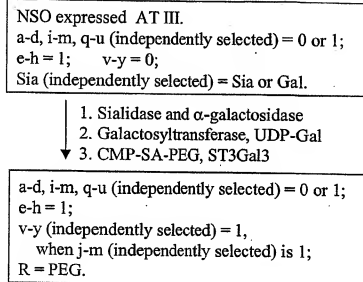 NSO expressed AT III.
a-d, i-m, q-u (independently selected) = 0 or 1;
e-h = 1; v-y = 0;
Sia (independently selected) = Sia or Gal.
1. Sialidase and α-galactosidase
2. Galactosyltransferase, UDP-Gal
3. CMP-SA-PEG, ST3Gal3
a-d, i-m, q-u (independently selected) = 0 or 1;
e-h = 1;
v-y (independently selected) = 1,
when j-m (independently selected) is 1;
R = PEG.